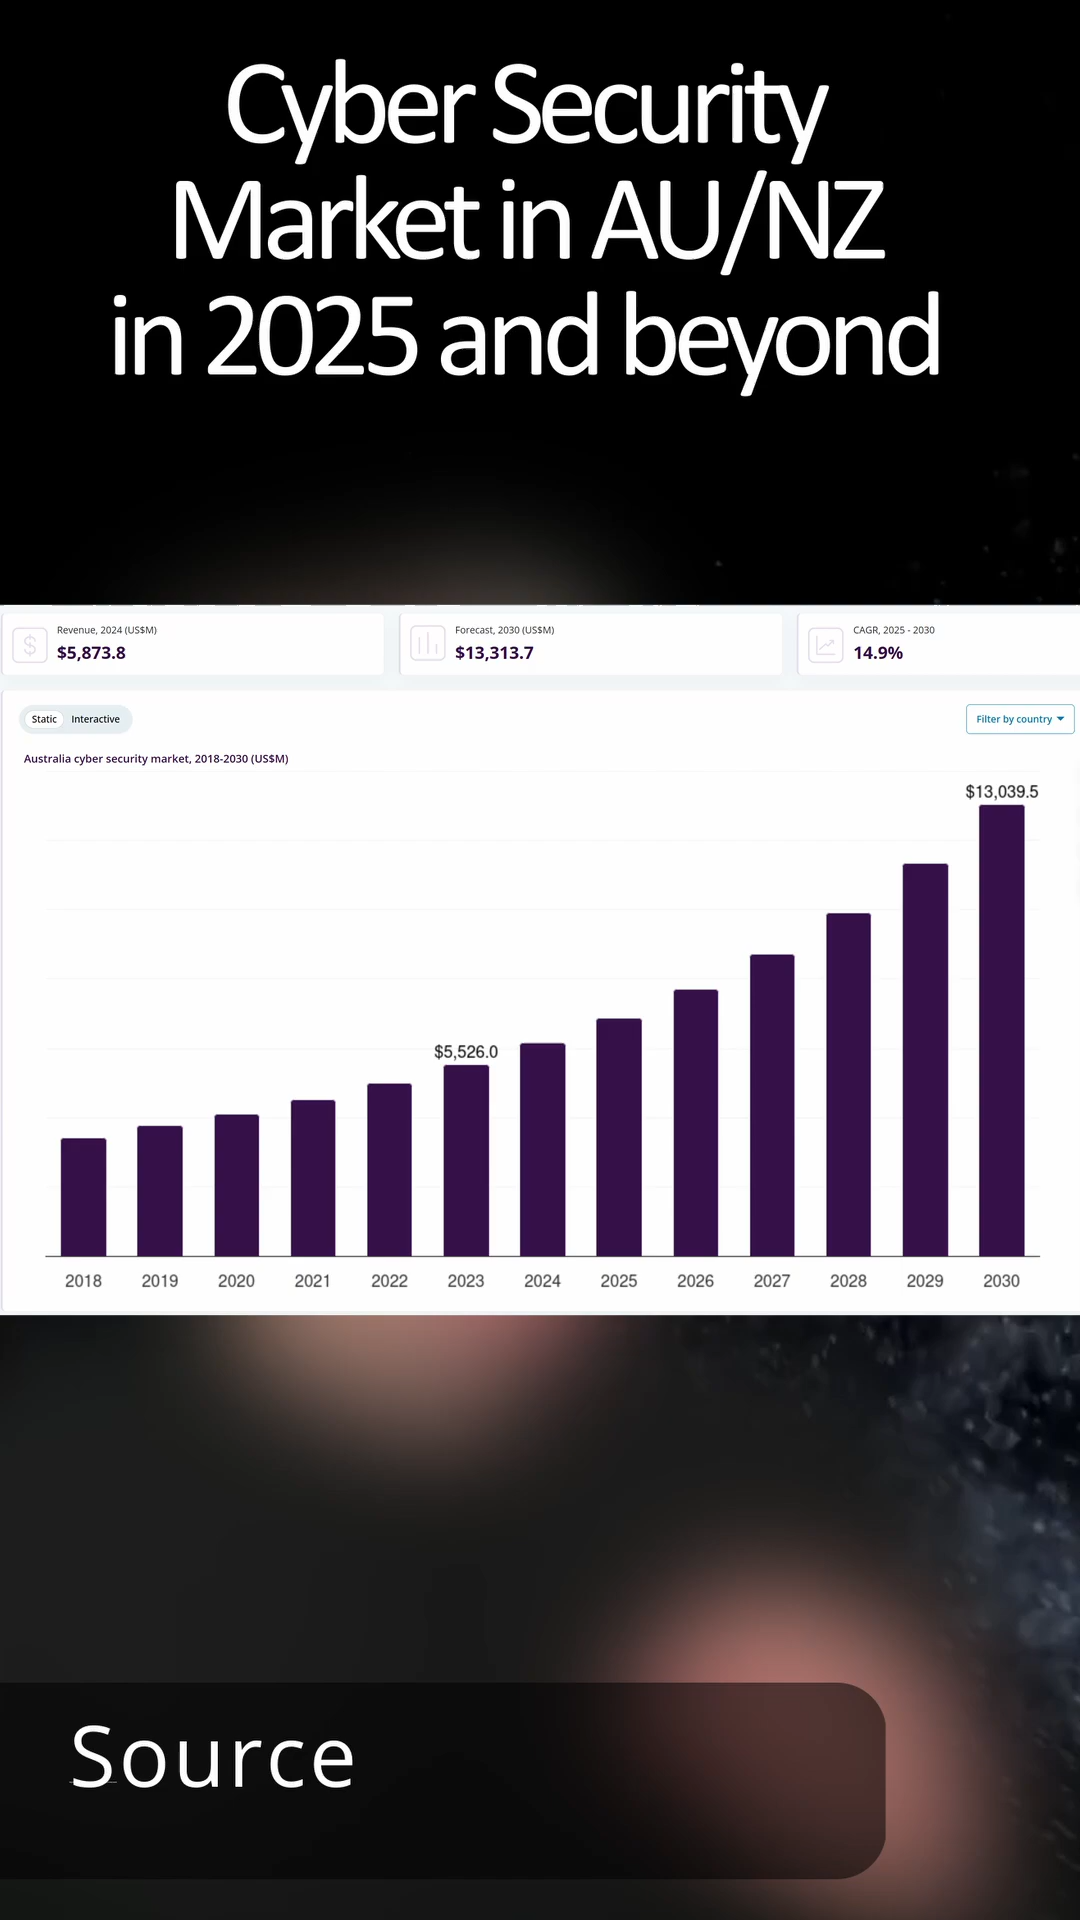 Cyber Security
Market in AU/NZ
in 2025 and beyond
Revenue, 2024 (US$M)
$5,873.8
Forecast, 2030 (US$M)
$13,313.7
CAGR, 2025 - 2030
14.9%
Static Interactive
Filter by country
Australia cyber security market, 2018-2030 (US$M)
$13,039.5
$5,526.0
2018 2019 2020 2021 2022 2023 2024 2025 2026 2027 2028 2029 2030
Source